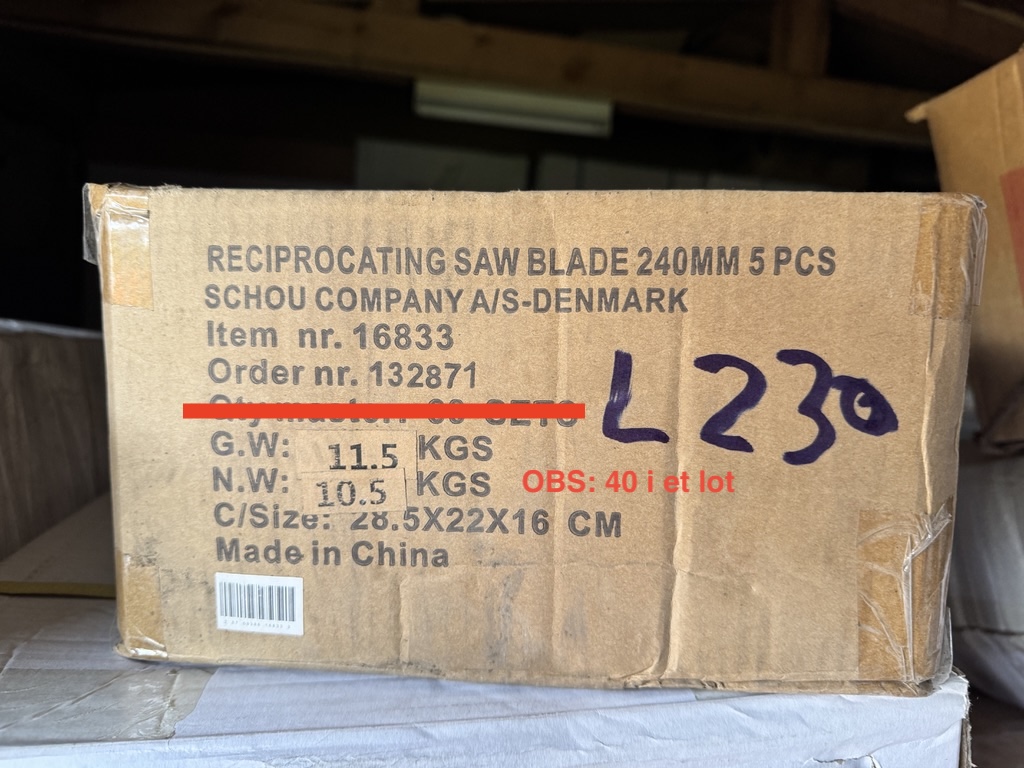 RECIPROCATING SAW BLADE 240MM 5 PCS
SCHOU COMPANY A/S-DENMARK
Item nr. 16833
Order nr. 132871
L230
G.W: 11.5 KGS
N.W: 10.5 KGS
OBS: 40 i et lot
C/Size: 28.5X22X16 CM
Made in China